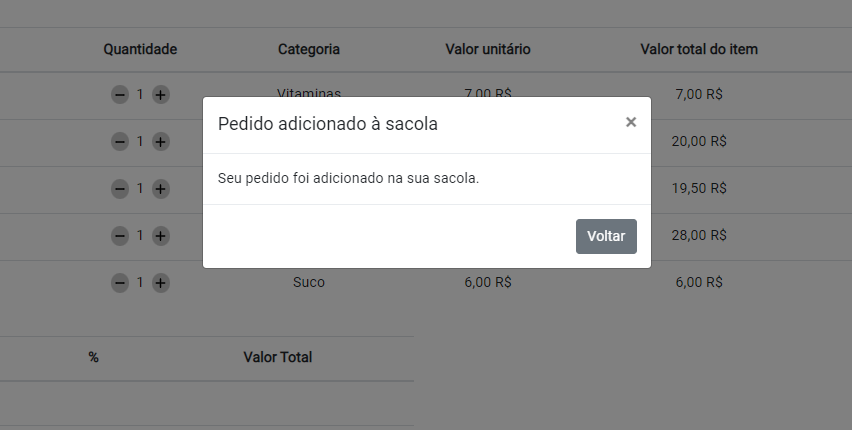 Quantidade Categoria Valor unitário Valor total do item
1 Vitaminas 7,00 R$ 7,00 R$
Pedido adicionado à sacola ×
1 20,00 R$
Seu pedido foi adicionado na sua sacola.
1 19,50 R$
Voltar
1 28,00 R$
1 Suco 6,00 R$ 6,00 R$
% Valor Total